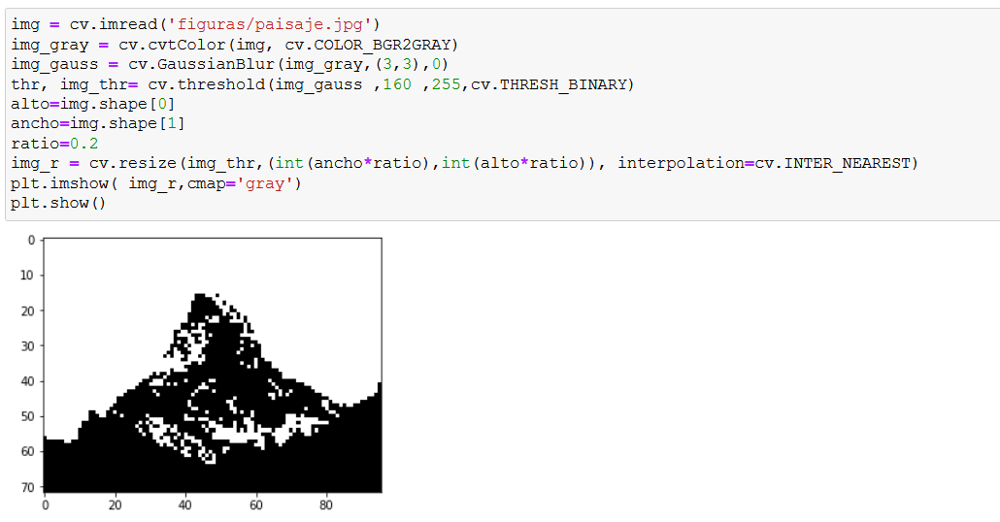 img = cv.imread('figuras/paisaje.jpg')
img_gray = cv.cvtColor(img, cv.COLOR_BGR2GRAY)
img_gauss = cv.GaussianBlur(img_gray,(3,3),0)
thr, img_thr= cv.threshold(img_gauss ,160 ,255,cv.THRESH_BINARY)
alto=img.shape[0]
ancho=img.shape[1]
ratio=0.2
img_r = cv.resize(img_thr,(int(ancho*ratio),int(alto*ratio)), interpolation=cv.INTER_NEAREST)
plt.imshow( img_r,cmap='gray')
plt.show()
0
10
20
30
40
50
60
70
0 20 40 60 80